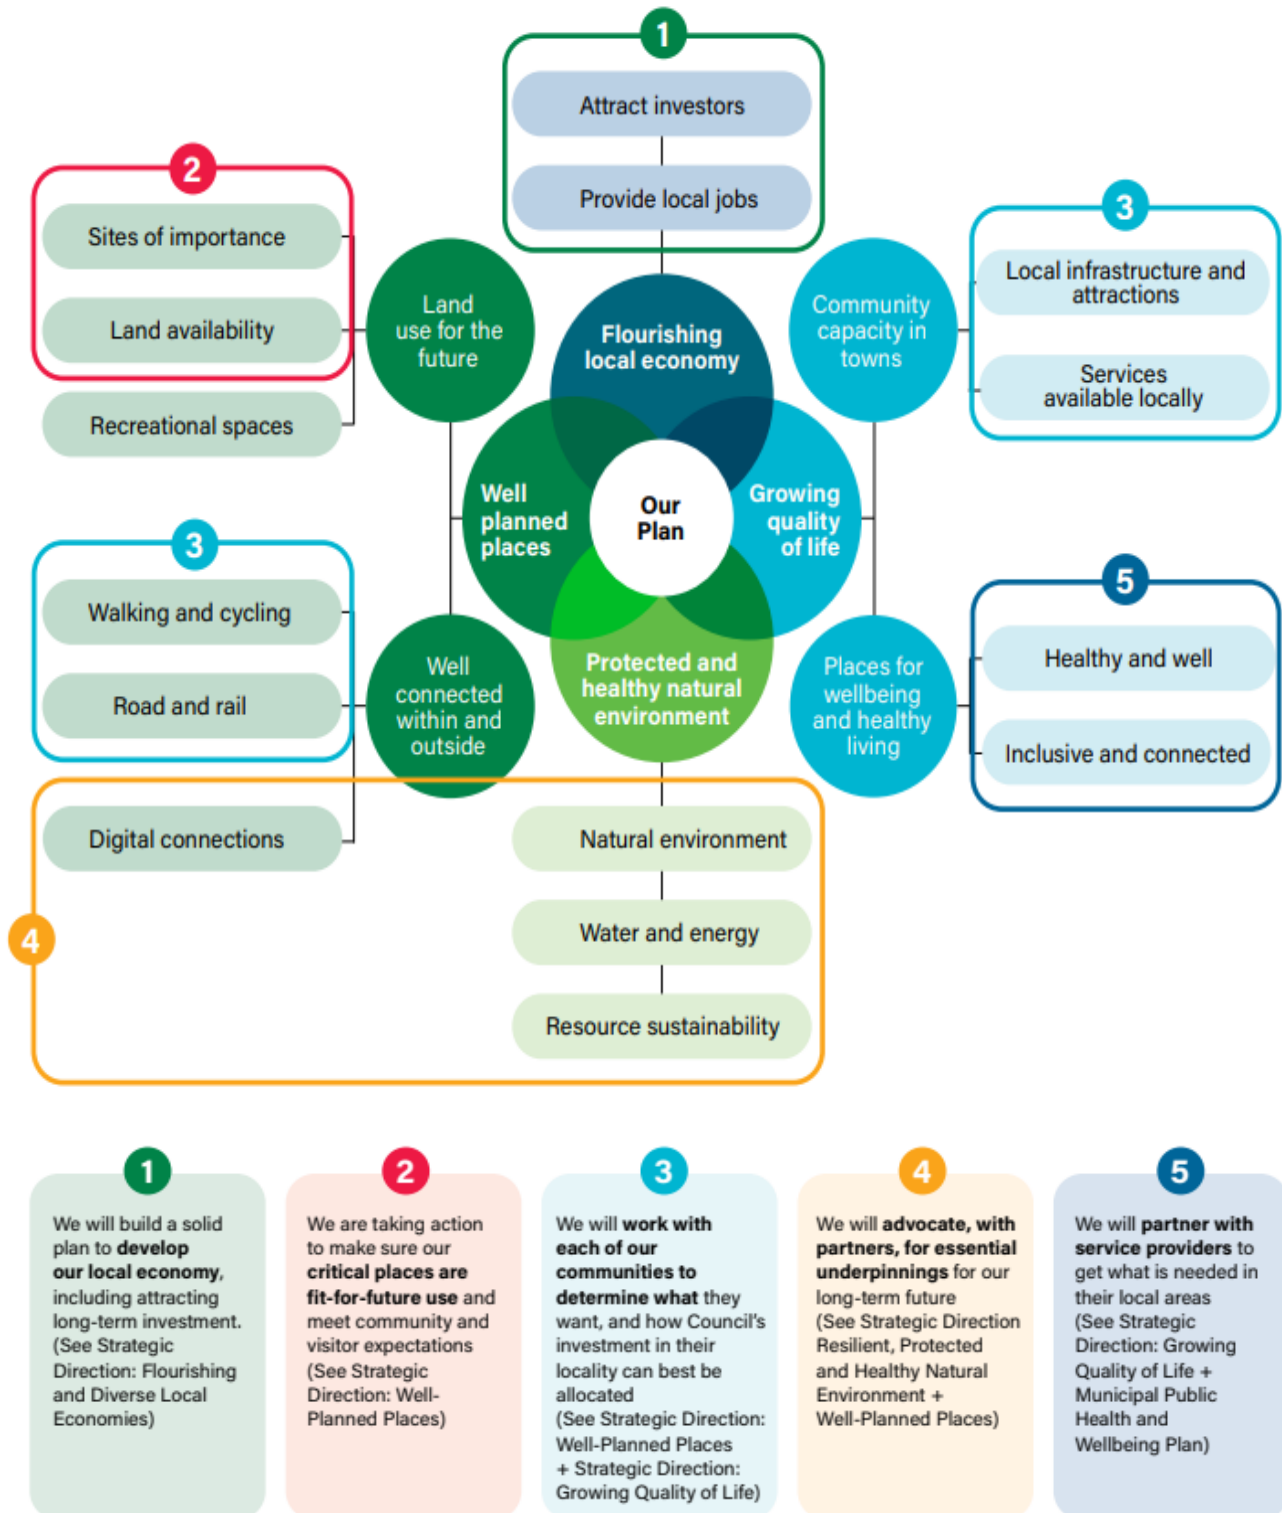 1
Attract investors
Provide local jobs
2
Sites of importance
Land availability
Recreational spaces
Land
use for the
future
3
Walking and cycling
Road and rail
Digital connections
Well
connected
within and
outside
Flourishing
local economy
Well
planned
places
Our
Plan
Growing
quality
of life
Protected and
healthy natural
environment
Community
capacity in
towns
3
Local infrastructure and
attractions
Services
available locally
Places for
wellbeing
and healthy
living
5
Healthy and well
Inclusive and connected
4
Natural environment
Water and energy
Resource sustainability
1
We will build a solid
plan to develop
our local economy,
including attracting
long-term investment.
(See Strategic
Direction: Flourishing
and Diverse Local
Economies)
2
We are taking action
to make sure our
critical places are
fit-for-future use and
meet community and
visitor expectations
(See Strategic
Direction: Well-
Planned Places)
3
We will work with
each of our
communities to
determine what they
want, and how Council's
investment in their
locality can best be
allocated
(See Strategic Direction:
Well-Planned Places
+ Strategic Direction:
Growing Quality of Life)
4
We will advocate, with
partners, for essential
underpinnings for our
long-term future
(See Strategic Direction
Resilient, Protected
and Healthy Natural
Environment +
Well-Planned Places)
5
We will partner with
service providers to
get what is needed in
their local areas
(See Strategic
Direction: Growing
Quality of Life +
Municipal Public
Health and
Wellbeing Plan)